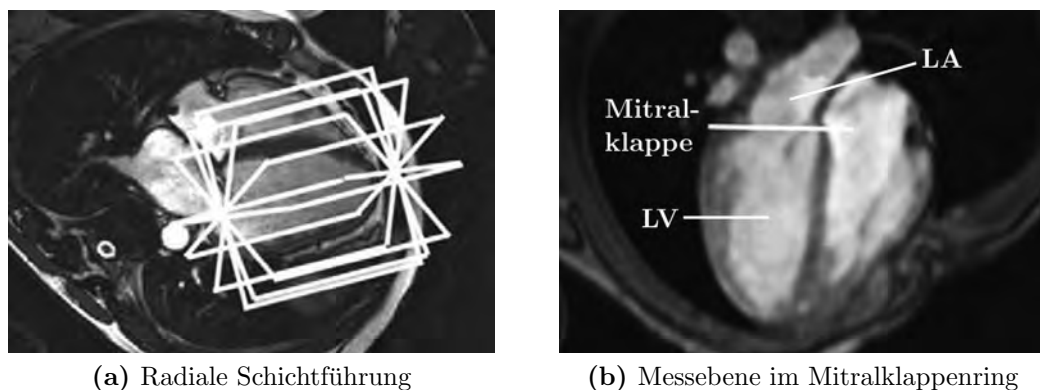 LA
Mitral-
klappe
LV
(a) Radiale Schichtführung
(b) Messebene im Mitralklappenring